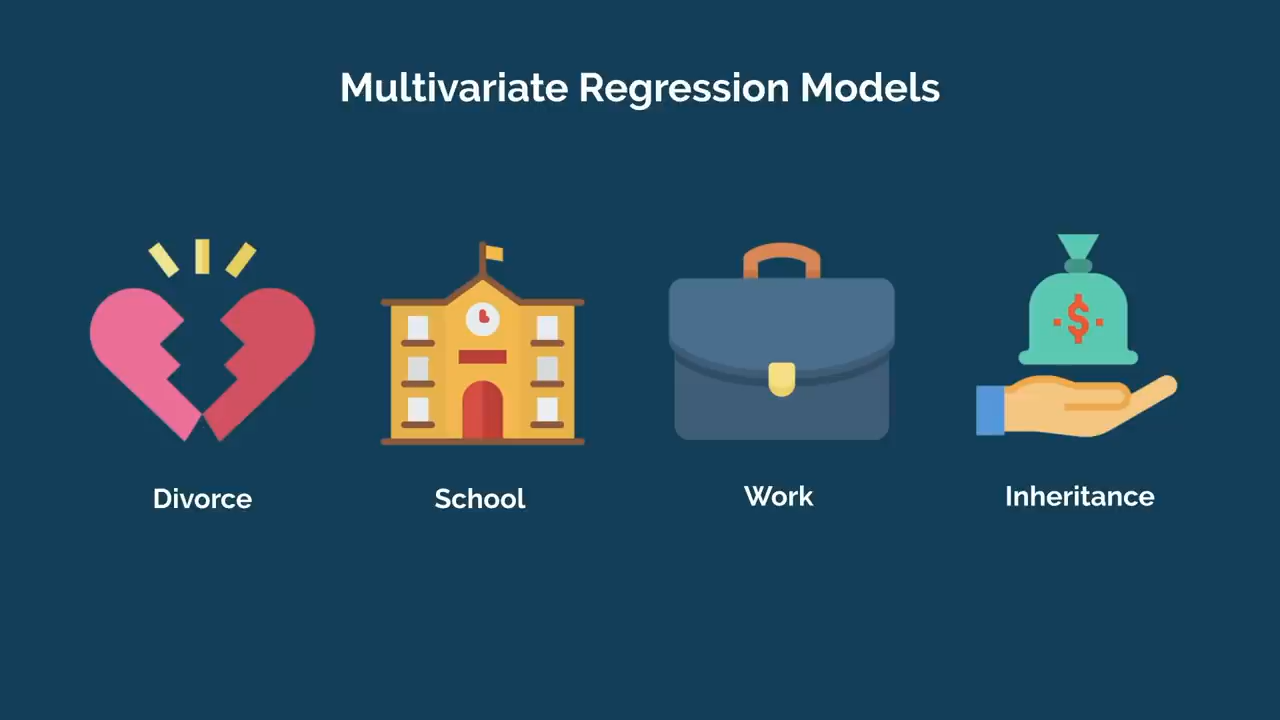 Multivariate Regression Models
Divorce
School
Work
Inheritance
$